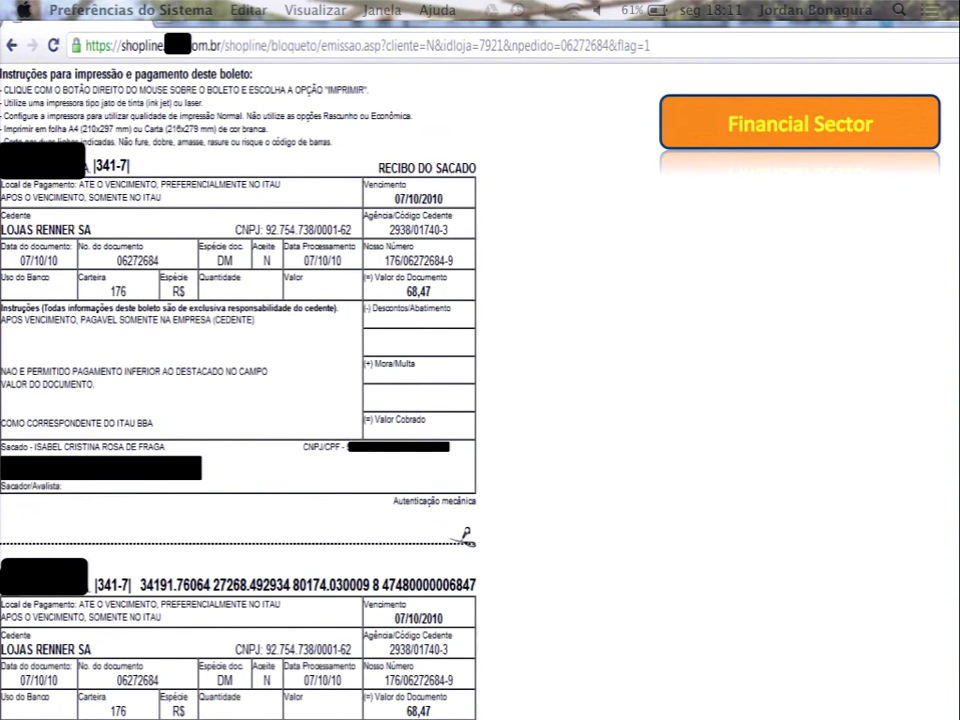 Preferências do Sistema Editar Visualizar Janela Ajuda 61% seg 18:11 Jordan Bonagura
https://shopline. om.br/shopline/bloqueto/emissao.asp?cliente=N&idloja=7921&npedido=06272684&flag=1
Instruções para impressão e pagamento deste boleto:
- CLIQUE COM O BOTÃO DIREITO DO MOUSE SOBRE O BOLETO E ESCOLHA A OPÇÃO "IMPRIMIR".
- Utilize uma impressora tipo jato de tinta (ink jet) ou laser.
- Configure a impressora para utilizar qualidade de impressão Normal. Não utilize as opções Rascunho ou Econômica.
- Imprimir em folha A4 (210x297 mm) ou Carta (216x279 mm) de cor branca.
- Corte nas duas linhas indicadas. Não fure, dobre, amasse, rasure ou risque o código de barras.
Financial Sector
|341-7| RECIBO DO SACADO
Local de Pagamento: ATE O VENCIMENTO, PREFERENCIALMENTE NO ITAU Vencimento
APOS O VENCIMENTO, SOMENTE NO ITAU 07/10/2010
Cedente Agência/Código Cedente
LOJAS RENNER SA CNPJ: 92.754.738/0001-62 2938/01740-3
Data do documento: No. do documento Espécie doc. Aceite Data Processamento Nosso Número
07/10/10 06272684 DM N 07/10/10 176/06272684-9
Uso do Banco Carteira Espécie Quantidade Valor (=) Valor do Documento
176 R$ 68,47
Instruções (Todas informações deste boleto são de exclusiva responsabilidade do cedente). (-) Descontos/Abatimento
APOS VENCIMENTO, PAGAVEL SOMENTE NA EMPRESA (CEDENTE)
(+) Mora/Multa
NAO E PERMITIDO PAGAMENTO INFERIOR AO DESTACADO NO CAMPO
VALOR DO DOCUMENTO.
(=) Valor Cobrado
COMO CORRESPONDENTE DO ITAU BBA
Sacado - ISABEL CRISTINA ROSA DE FRAGA CNPJ/CPF -
Sacador/Avalista:
Autenticação mecânica
|341-7| 34191.76064 27268.492934 80174.030009 8 47480000006847
Local de Pagamento: ATE O VENCIMENTO, PREFERENCIALMENTE NO ITAU Vencimento
APOS O VENCIMENTO, SOMENTE NO ITAU 07/10/2010
Cedente Agência/Código Cedente
LOJAS RENNER SA CNPJ: 92.754.738/0001-62 2938/01740-3
Data do documento: No. do documento Espécie doc. Aceite Data Processamento Nosso Número
07/10/10 06272684 DM N 07/10/10 176/06272684-9
Uso do Banco Carteira Espécie Quantidade Valor (=) Valor do Documento
176 R$ 68,47